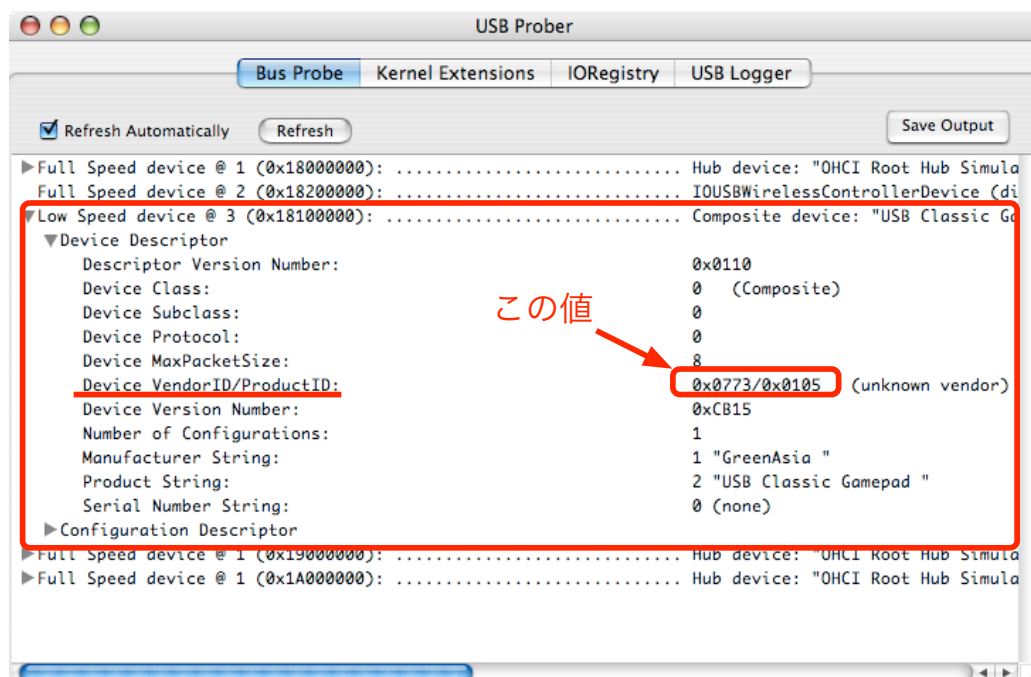 USB Prober
Bus Probe Kernel Extensions IORegistry USB Logger
Refresh Automatically Refresh Save Output
Full Speed device @ 1 (0x18000000): ............................ Hub device: "OHCI Root Hub Simula
Full Speed device @ 2 (0x18200000): ............................ IOUSBWirelessControllerDevice (di
Low Speed device @ 3 (0x18100000): ............................. Composite device: "USB Classic Ga
Device Descriptor
Descriptor Version Number: 0x0110
Device Class: 0 (Composite)
この値
Device Subclass: 0
Device Protocol: 0
Device MaxPacketSize: 8
Device VendorID/ProductID: 0x0773/0x0105 (unknown vendor)
Device Version Number: 0xCB15
Number of Configurations: 1
Manufacturer String: 1 "GreenAsia "
Product String: 2 "USB Classic Gamepad "
Serial Number String: 0 (none)
Configuration Descriptor
Full Speed device @ 1 (0x19000000): ............................ Hub device: "OHCI Root Hub Simula
Full Speed device @ 1 (0x1A000000): ............................ Hub device: "OHCI Root Hub Simula